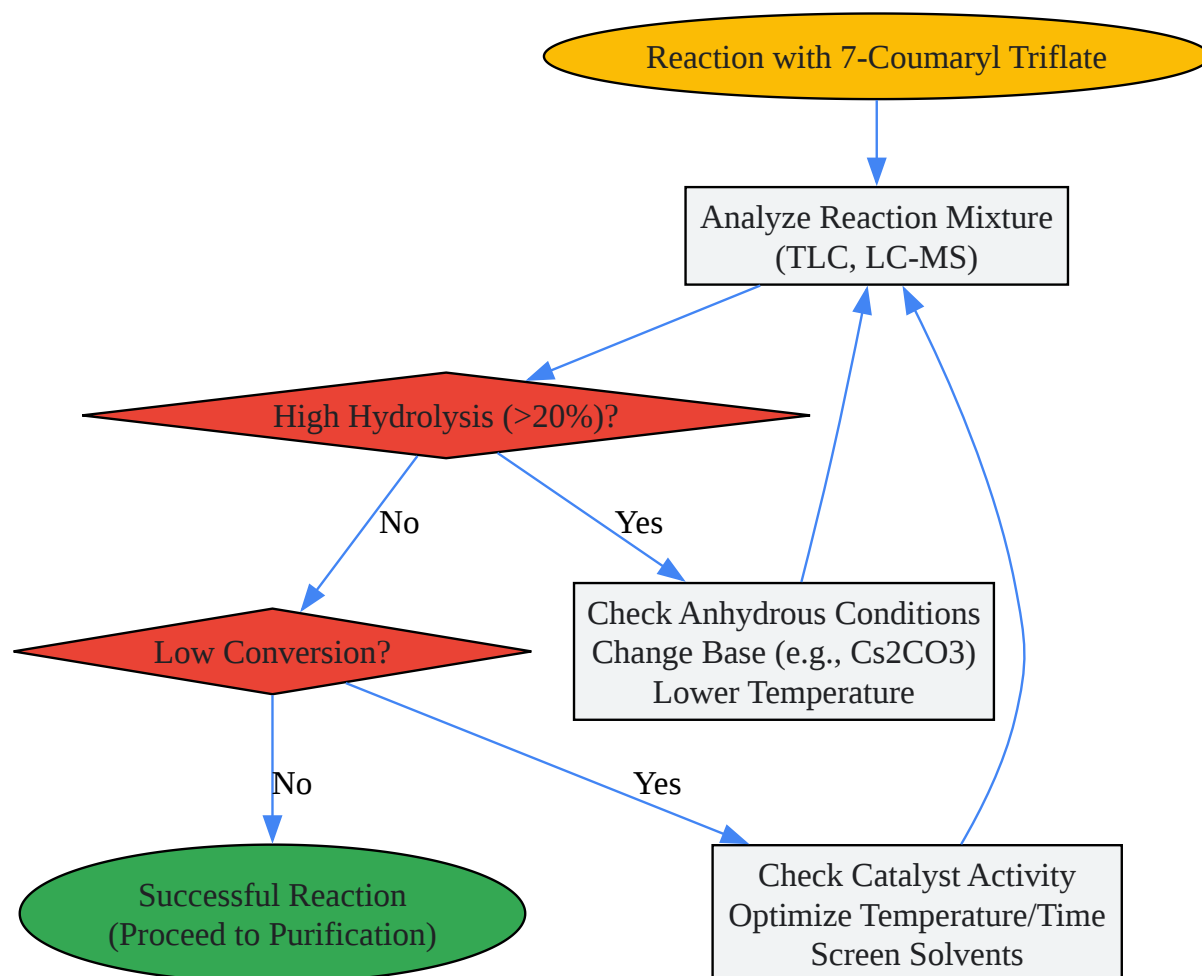 Reaction with 7-Coumaryl Triflate
Analyze Reaction Mixture
(TLC, LC-MS)
High Hydrolysis (>20%)?
No
Yes
Check Anhydrous Conditions
Change Base (e.g., Cs2CO3)
Lower Temperature
Low Conversion?
No
Yes
Successful Reaction
(Proceed to Purification)
Check Catalyst Activity
Optimize Temperature/Time
Screen Solvents